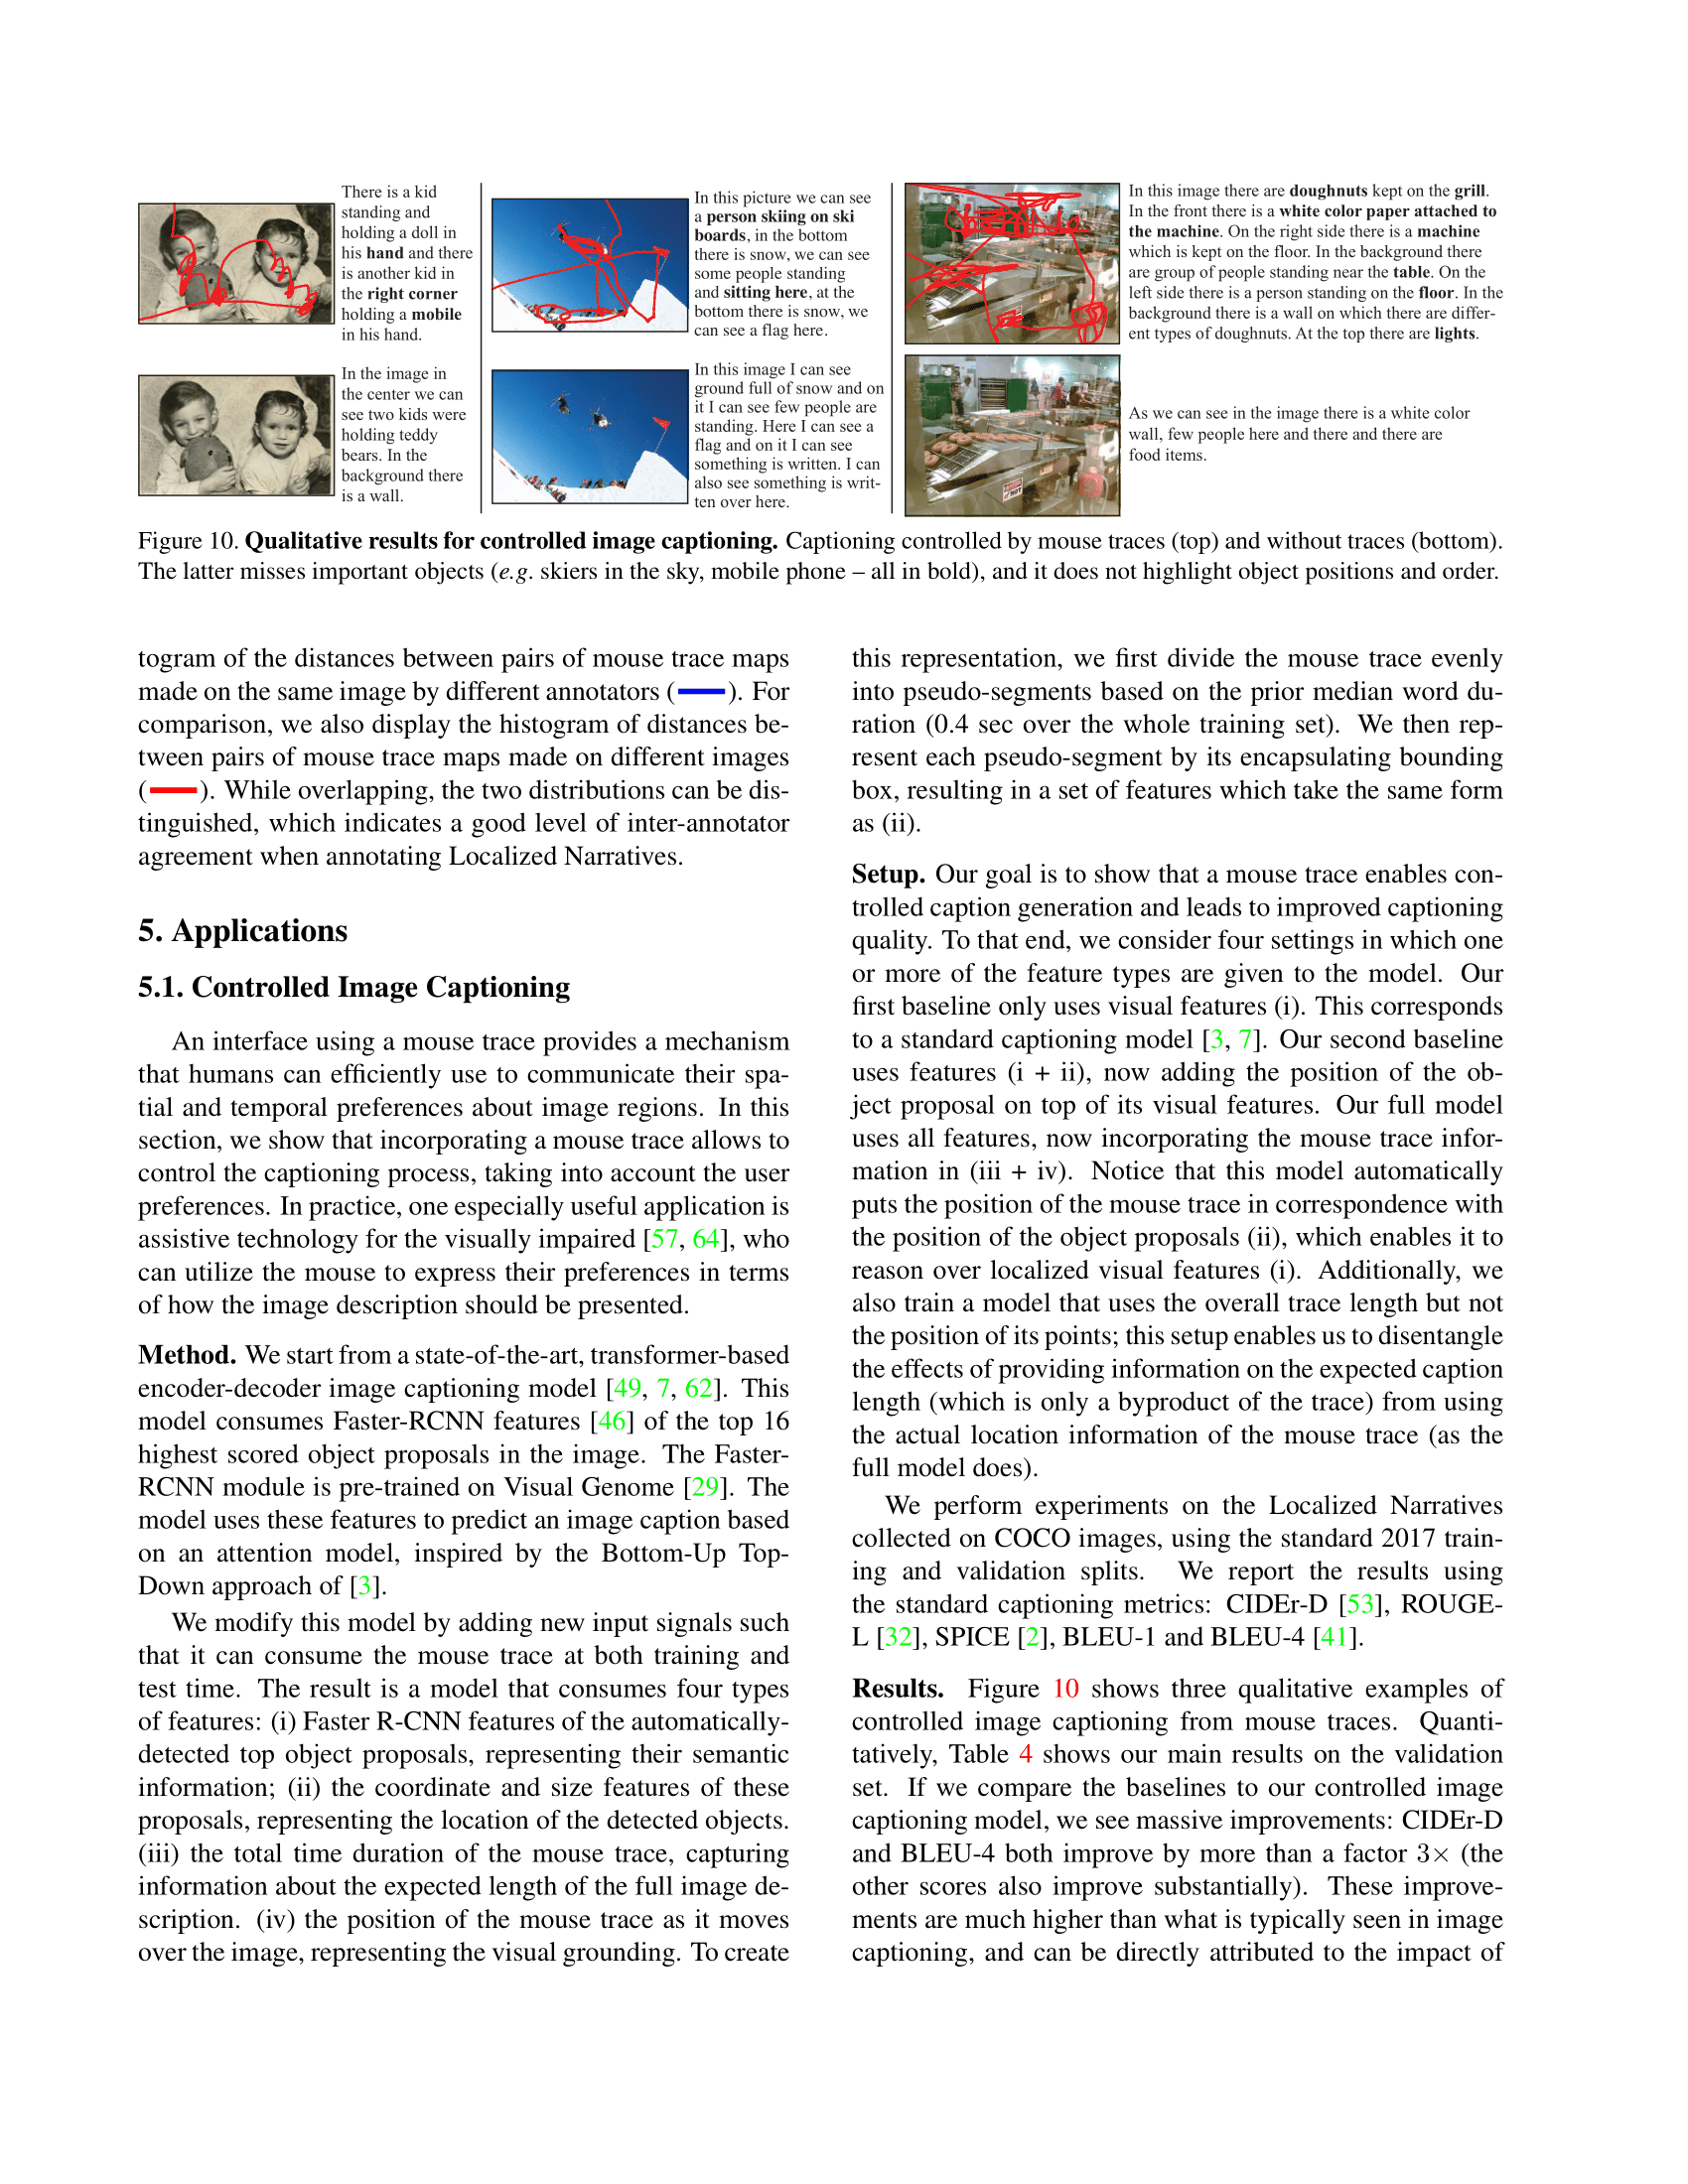 There is a kid
standing and
holding a doll in
his hand and there
is another kid in
the right corner
holding a mobile
in his hand.
In the image in
the center we can
see two kids were
holding teddy
bears. In the
background there
is a wall.
In this picture we can see
a person skiing on ski
boards, in the bottom
there is snow, we can see
some people standing
and sitting here, at the
bottom there is snow, we
can see a flag here.
In this image I can see
ground full of snow and on
it I can see few people are
standing. Here I can see a
flag and on it I can see
something is written. I can
also see something is writ-
ten over here.
In this image there are doughnuts kept on the grill.
In the front there is a white color paper attached to
the machine. On the right side there is a machine
which is kept on the floor. In the background there
are group of people standing near the table. On the
left side there is a person standing on the floor. In the
background there is a wall on which there are differ-
ent types of doughnuts. At the top there are lights.
As we can see in the image there is a white color
wall, few people here and there and there are
food items.
Figure 10. Qualitative results for controlled image captioning. Captioning controlled by mouse traces (top) and without traces (bottom).
The latter misses important objects (e.g. skiers in the sky, mobile phone – all in bold), and it does not highlight object positions and order.
togram of the distances between pairs of mouse trace maps
made on the same image by different annotators (—). For
comparison, we also display the histogram of distances be-
tween pairs of mouse trace maps made on different images
(—). While overlapping, the two distributions can be dis-
tinguished, which indicates a good level of inter-annotator
agreement when annotating Localized Narratives.
5. Applications
5.1. Controlled Image Captioning
An interface using a mouse trace provides a mechanism
that humans can efficiently use to communicate their spa-
tial and temporal preferences about image regions. In this
section, we show that incorporating a mouse trace allows to
control the captioning process, taking into account the user
preferences. In practice, one especially useful application is
assistive technology for the visually impaired [57, 64], who
can utilize the mouse to express their preferences in terms
of how the image description should be presented.
Method. We start from a state-of-the-art, transformer-based
encoder-decoder image captioning model [49, 7, 62]. This
model consumes Faster-RCNN features [46] of the top 16
highest scored object proposals in the image. The Faster-
RCNN module is pre-trained on Visual Genome [29]. The
model uses these features to predict an image caption based
on an attention model, inspired by the Bottom-Up Top-
Down approach of [3].
We modify this model by adding new input signals such
that it can consume the mouse trace at both training and
test time. The result is a model that consumes four types
of features: (i) Faster R-CNN features of the automatically-
detected top object proposals, representing their semantic
information; (ii) the coordinate and size features of these
proposals, representing the location of the detected objects.
(iii) the total time duration of the mouse trace, capturing
information about the expected length of the full image de-
scription. (iv) the position of the mouse trace as it moves
over the image, representing the visual grounding. To create
this representation, we first divide the mouse trace evenly
into pseudo-segments based on the prior median word du-
ration (0.4 sec over the whole training set). We then rep-
resent each pseudo-segment by its encapsulating bounding
box, resulting in a set of features which take the same form
as (ii).
Setup. Our goal is to show that a mouse trace enables con-
trolled caption generation and leads to improved captioning
quality. To that end, we consider four settings in which one
or more of the feature types are given to the model. Our
first baseline only uses visual features (i). This corresponds
to a standard captioning model [3, 7]. Our second baseline
uses features (i + ii), now adding the position of the ob-
ject proposal on top of its visual features. Our full model
uses all features, now incorporating the mouse trace infor-
mation in (iii + iv). Notice that this model automatically
puts the position of the mouse trace in correspondence with
the position of the object proposals (ii), which enables it to
reason over localized visual features (i). Additionally, we
also train a model that uses the overall trace length but not
the position of its points; this setup enables us to disentangle
the effects of providing information on the expected caption
length (which is only a byproduct of the trace) from using
the actual location information of the mouse trace (as the
full model does).
We perform experiments on the Localized Narratives
collected on COCO images, using the standard 2017 train-
ing and validation splits. We report the results using
the standard captioning metrics: CIDEr-D [53], ROUGE-
L [32], SPICE [2], BLEU-1 and BLEU-4 [41].
Results. Figure 10 shows three qualitative examples of
controlled image captioning from mouse traces. Quanti-
tatively, Table 4 shows our main results on the validation
set. If we compare the baselines to our controlled image
captioning model, we see massive improvements: CIDEr-D
and BLEU-4 both improve by more than a factor 3× (the
other scores also improve substantially). These improve-
ments are much higher than what is typically seen in image
captioning, and can be directly attributed to the impact of